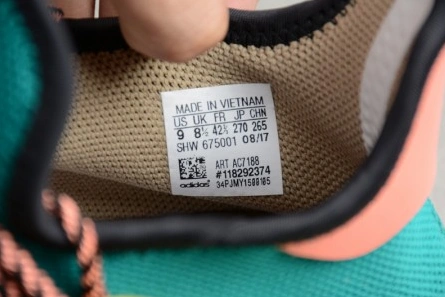 MADE IN VIETNAM
US UK FR JP CHN
9 8½ 42⅔ 270 265
SHW 675001 08/17
ART AC7188
#118292374
adidas 34PJMY1588185